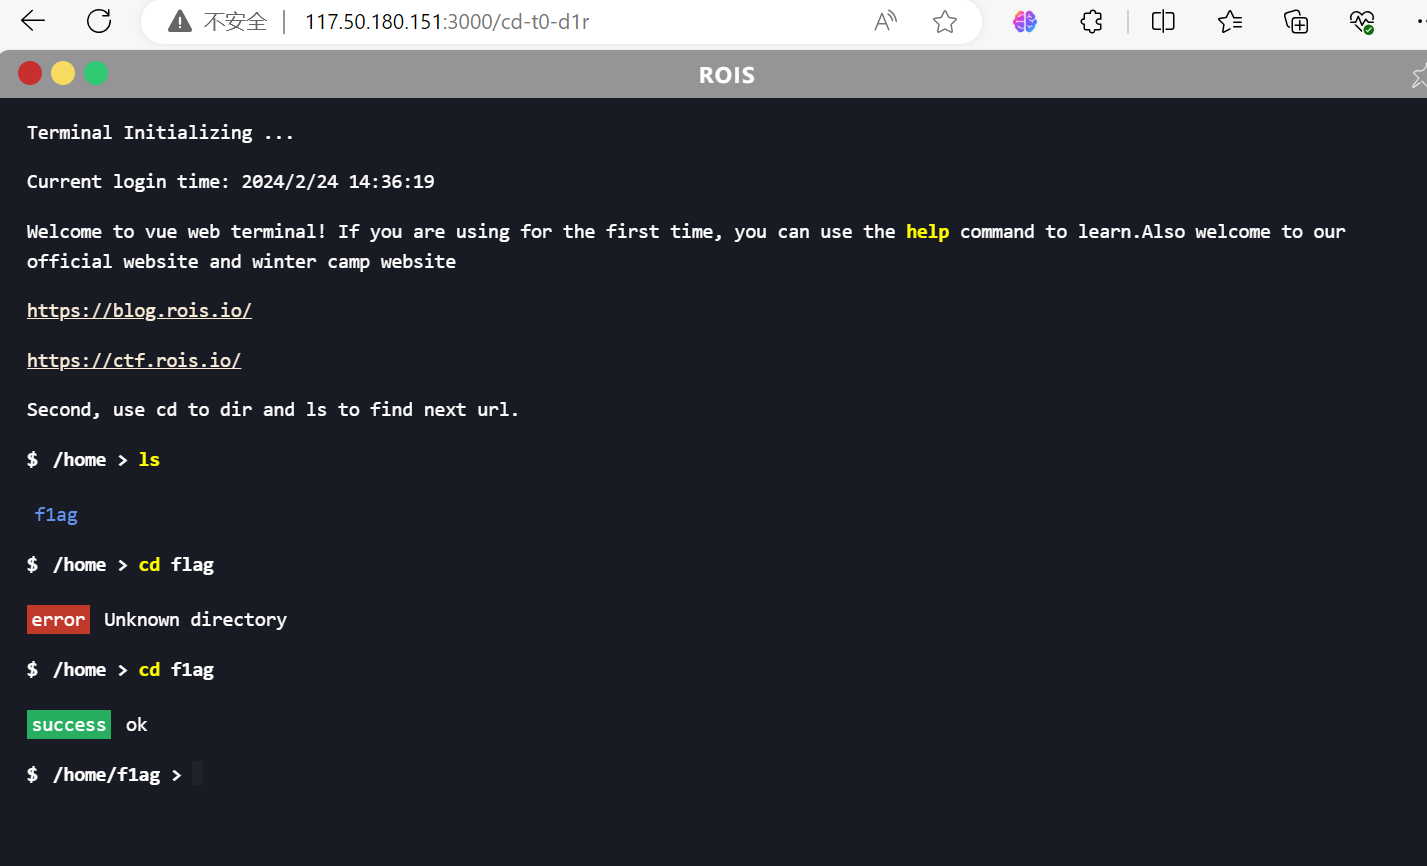 不安全 | 117.50.180.151:3000/cd-t0-d1r
ROIS
Terminal Initializing ...
Current login time: 2024/2/24 14:36:19
Welcome to vue web terminal! If you are using for the first time, you can use the help command to learn.Also welcome to our
official website and winter camp website
https://blog.rois.io/
https://ctf.rois.io/
Second, use cd to dir and ls to find next url.
$ /home > ls
f1ag
$ /home > cd flag
error Unknown directory
$ /home > cd f1ag
success ok
$ /home/f1ag >